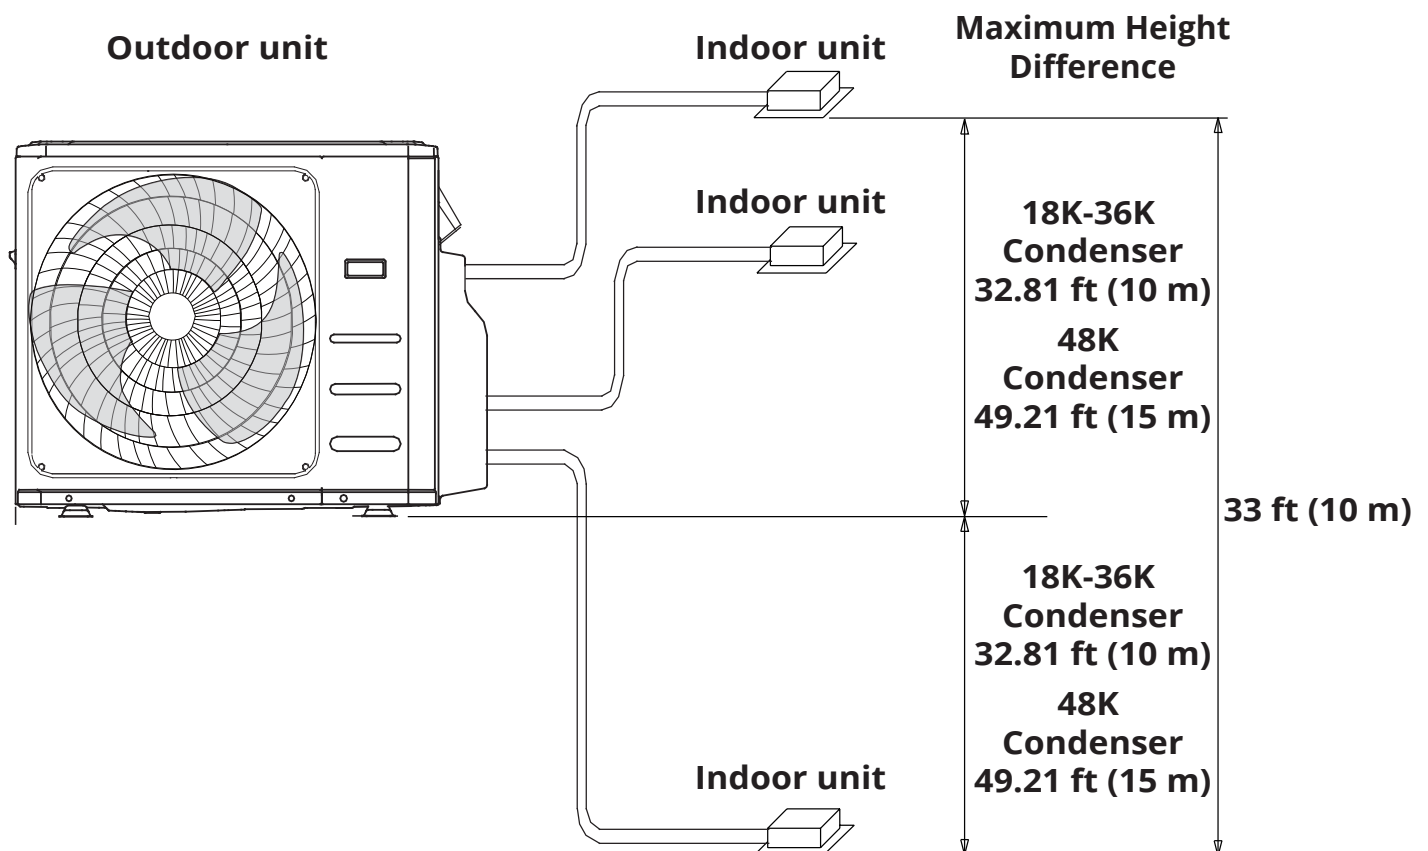 Outdoor unit
Indoor unit
Maximum Height
Difference
Indoor unit
18K-36K
Condenser
32.81 ft (10 m)
48K
Condenser
49.21 ft (15 m)
33 ft (10 m)
18K-36K
Condenser
32.81 ft (10 m)
48K
Condenser
49.21 ft (15 m)
Indoor unit